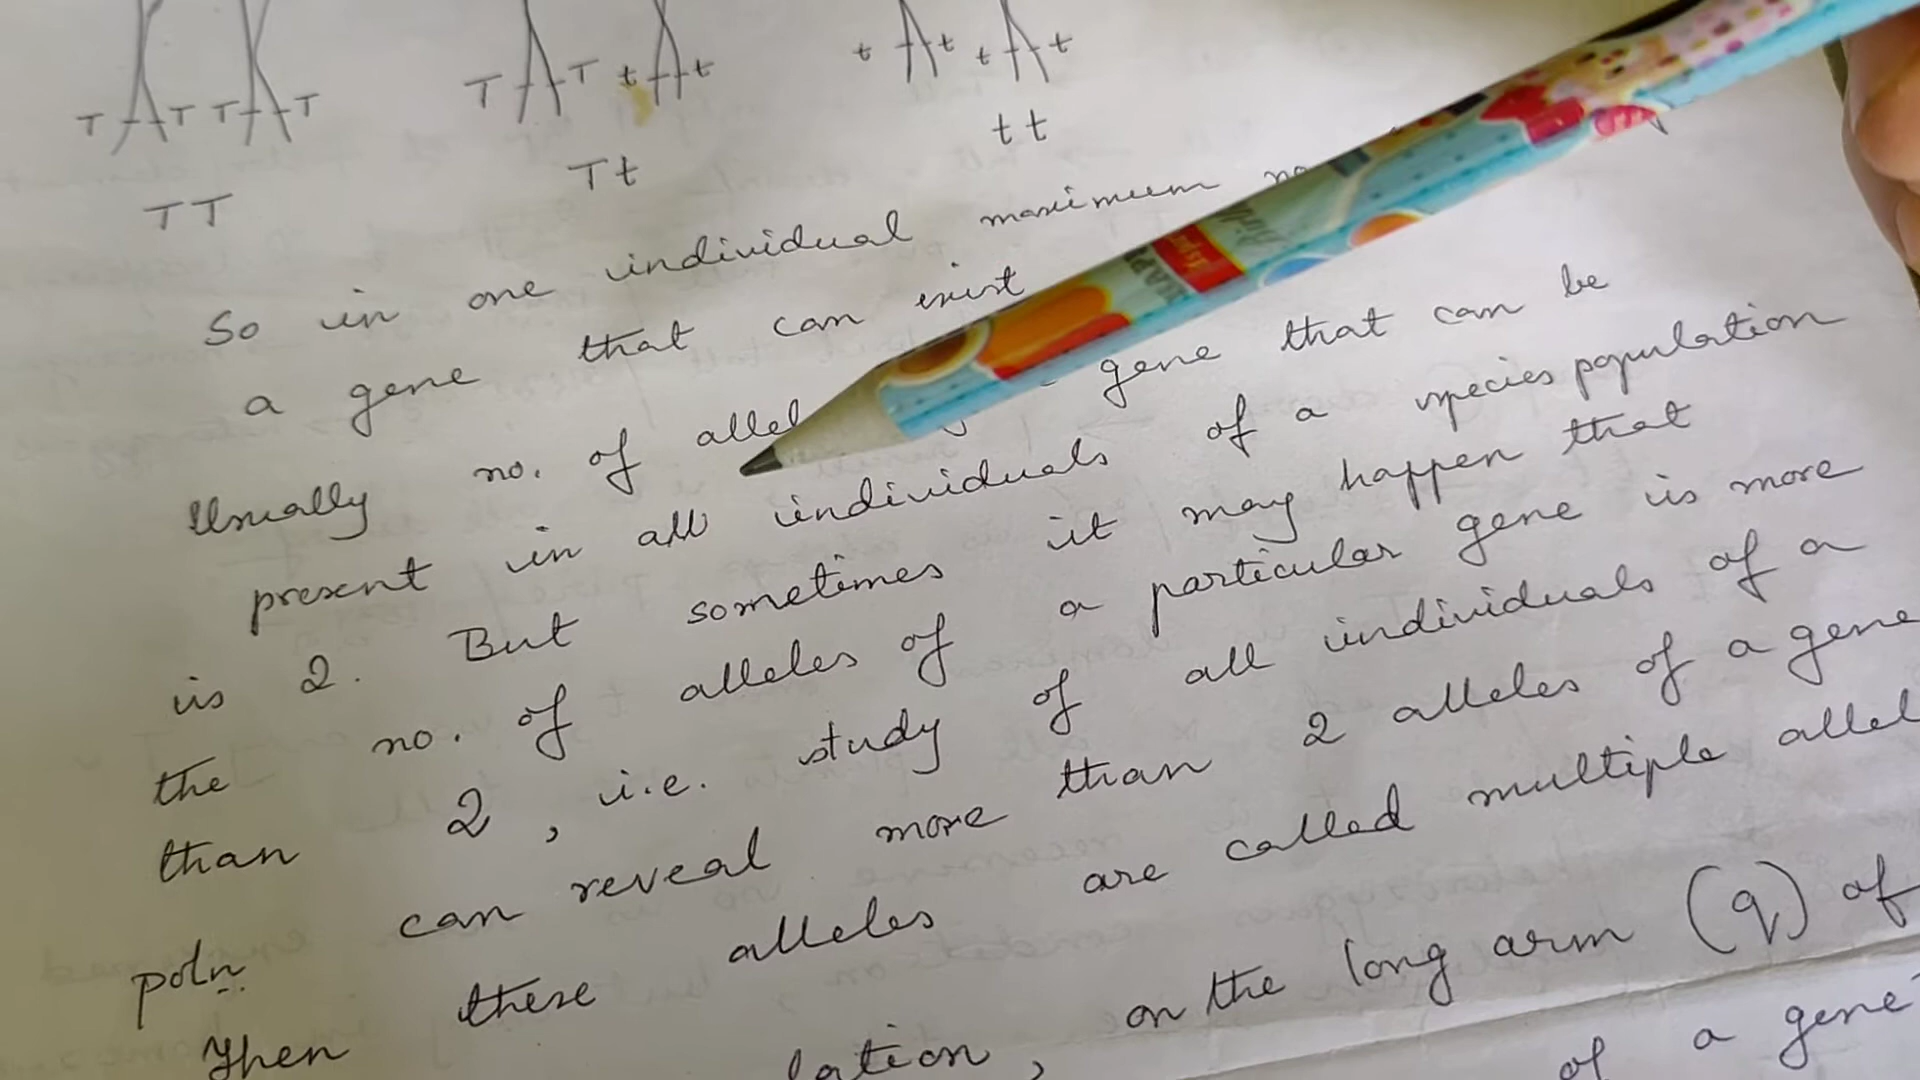 T T T T
T T t t
t t t t
TT
Tt
tt
So in one individual maximum no
a gene that can exist
Usually no. of allel gene that can be
present in all individuals of a species population
is 2. But sometimes it may happen that
the no. of alleles of a particular gene is more
than 2, i.e. study of all individuals of a
poln can reveal more than 2 alleles of a gene
Then these alleles are called multiple allel
lation, on the long arm (q) of
of a gene